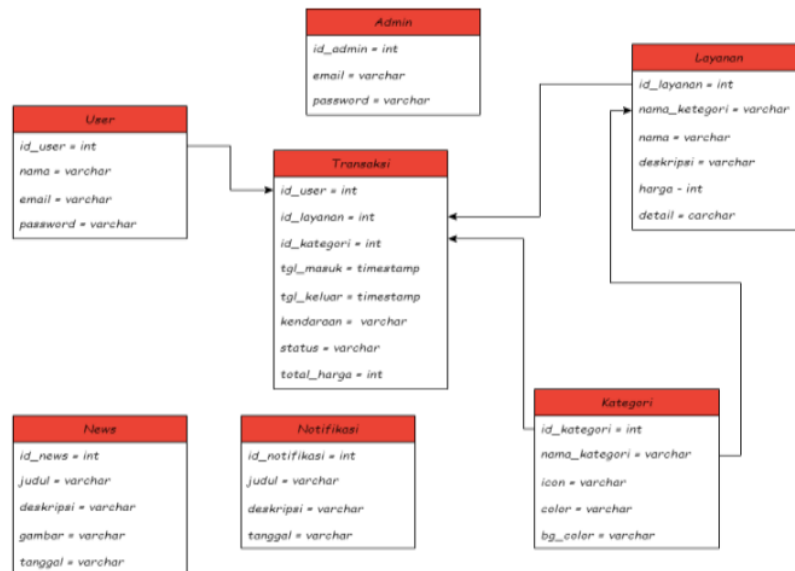 Admin
id_admin = int
email = varchar
password = varchar
Layanan
id_layanan = int
nama_ketegori = varchar
nama = varchar
deskripsi = varchar
harga - int
detail = carchar
User
id_user = int
nama = varchar
email = varchar
password = varchar
Transaksi
id_user = int
id_layanan = int
id_kategori = int
tgl_masuk = timestamp
tgl_keluar = timestamp
kendaraan = varchar
status = varchar
total_harga = int
Kategori
id_kategori = int
nama_kategori = varchar
icon = varchar
color = varchar
bg_color = varchar
News
id_news = int
judul = varchar
deskripsi = varchar
gambar = varchar
tanggal = varchar
Notifikasi
id_notifikasi = int
judul = varchar
deskripsi = varchar
tanggal = varchar